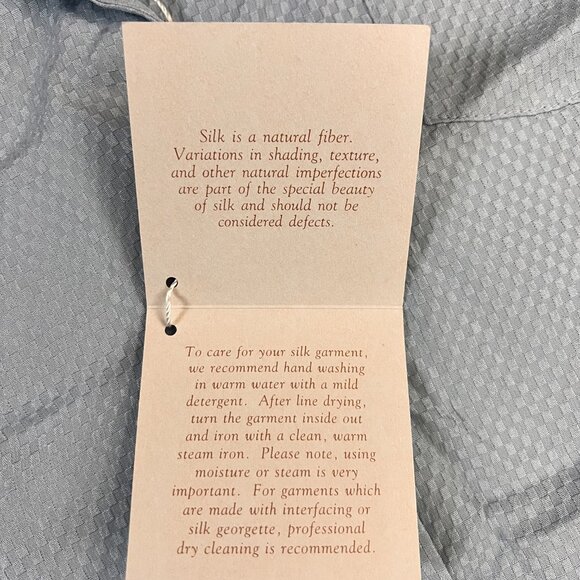 Silk is a natural fiber.
Variations in shading, texture,
and other natural imperfections
are part of the special beauty
of silk and should not be
considered defects.
To care for your silk garment,
we recommend hand washing
in warm water with a mild
detergent. After line drying,
turn the garment inside out
and iron with a clean, warm
steam iron. Please note, using
moisture or steam is very
important. For garments which
are made with interfacing or
silk georgette, professional
dry cleaning is recommended.